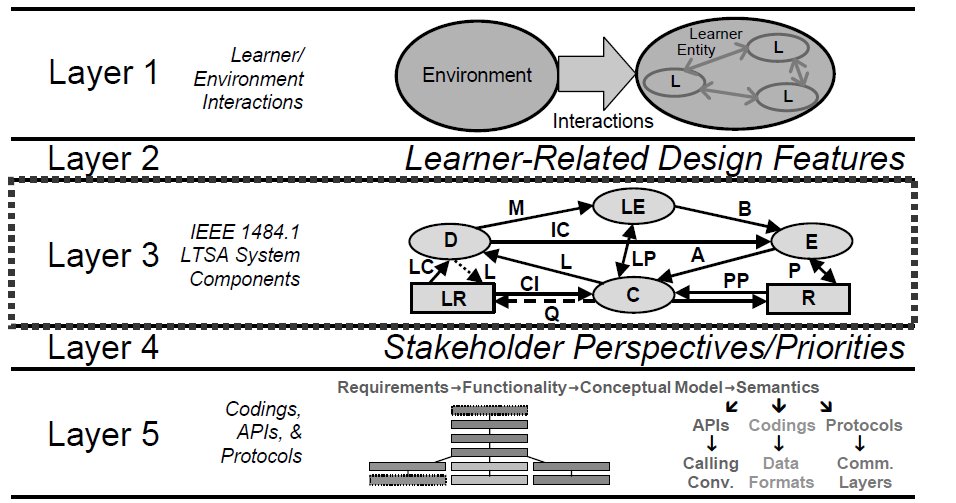 Layer 1
Learner/
Environment
Interactions
Environment
Interactions
Learner
Entity
L
L
L
Layer 2
Learner-Related Design Features
Layer 3
IEEE 1484.1
LTSA System
Components
M
LE
B
D
IC
E
LC
L
L
LP
A
P
LR
CI
C
PP
R
Q
Layer 4
Stakeholder Perspectives/Priorities
Layer 5
Codings,
APIs, &
Protocols
Requirements→Functionality→Conceptual Model→Semantics
APIs Codings Protocols
Calling Data Comm.
Conv. Formats Layers